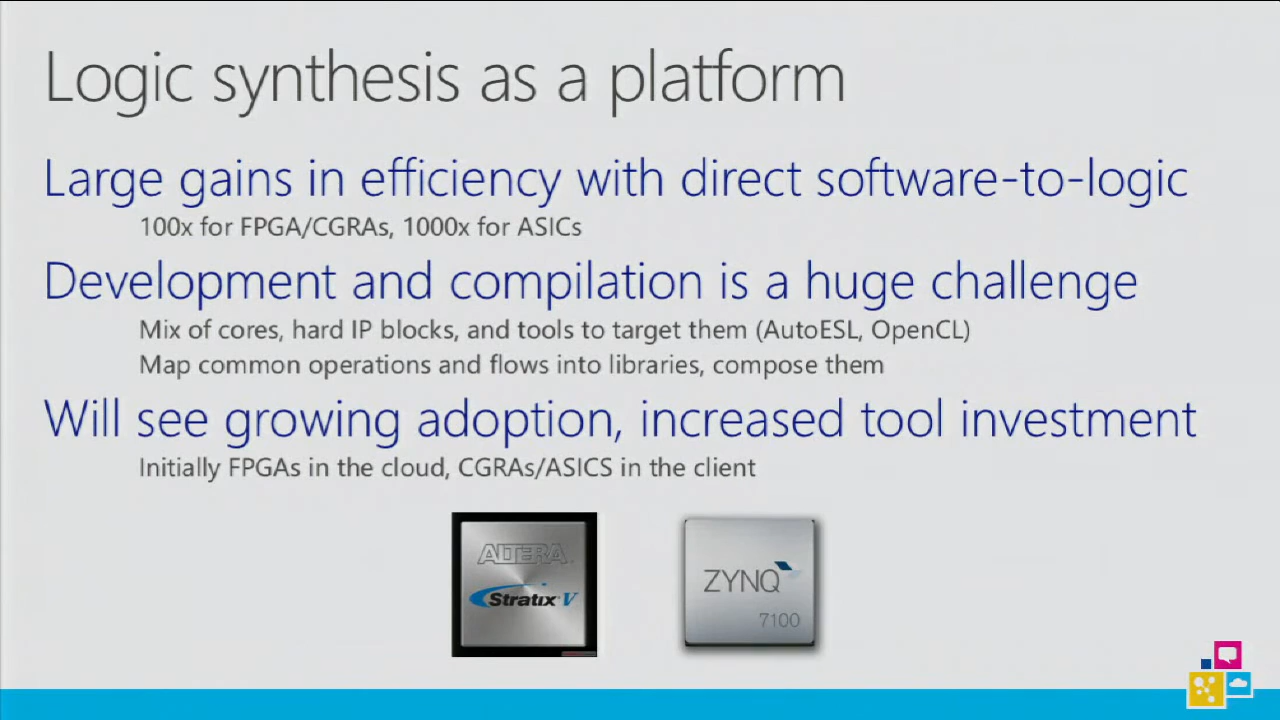 Logic synthesis as a platform
Large gains in efficiency with direct software-to-logic
100x for FPGA/CGRAs, 1000x for ASICs
Development and compilation is a huge challenge
Mix of cores, hard IP blocks, and tools to target them (AutoESL, OpenCL)
Map common operations and flows into libraries, compose them
Will see growing adoption, increased tool investment
Initially FPGAs in the cloud, CGRAs/ASICS in the client
ALTERA
Stratix V
ZYNQ
7100